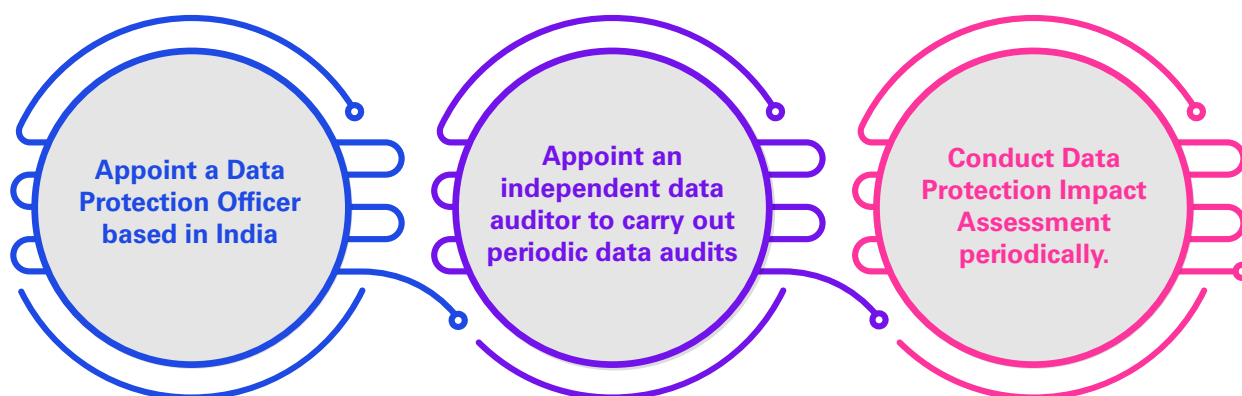 Appoint a Data
Protection Officer
based in India
Appoint an
independent data
auditor to carry out
periodic data audits
Conduct Data
Protection Impact
Assessment
periodically.